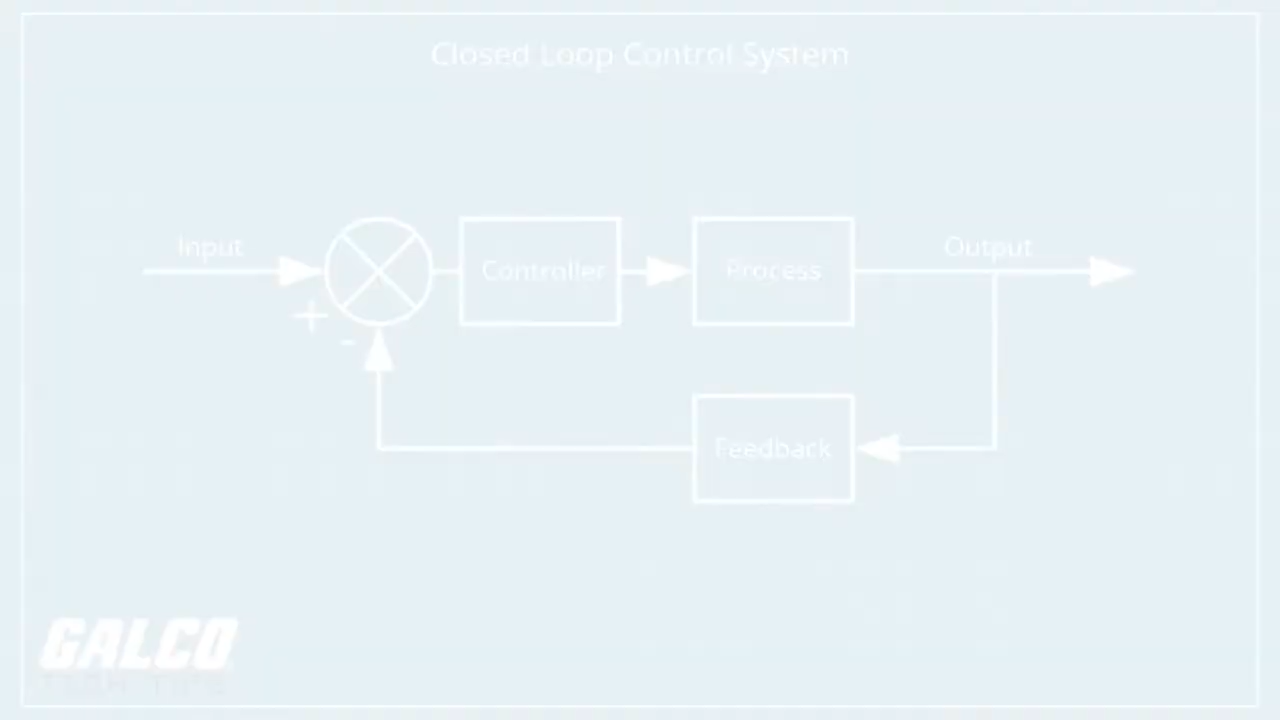 Closed Loop Control System
Input
Controller
Process
Output
+
-
Feedback
GALCO